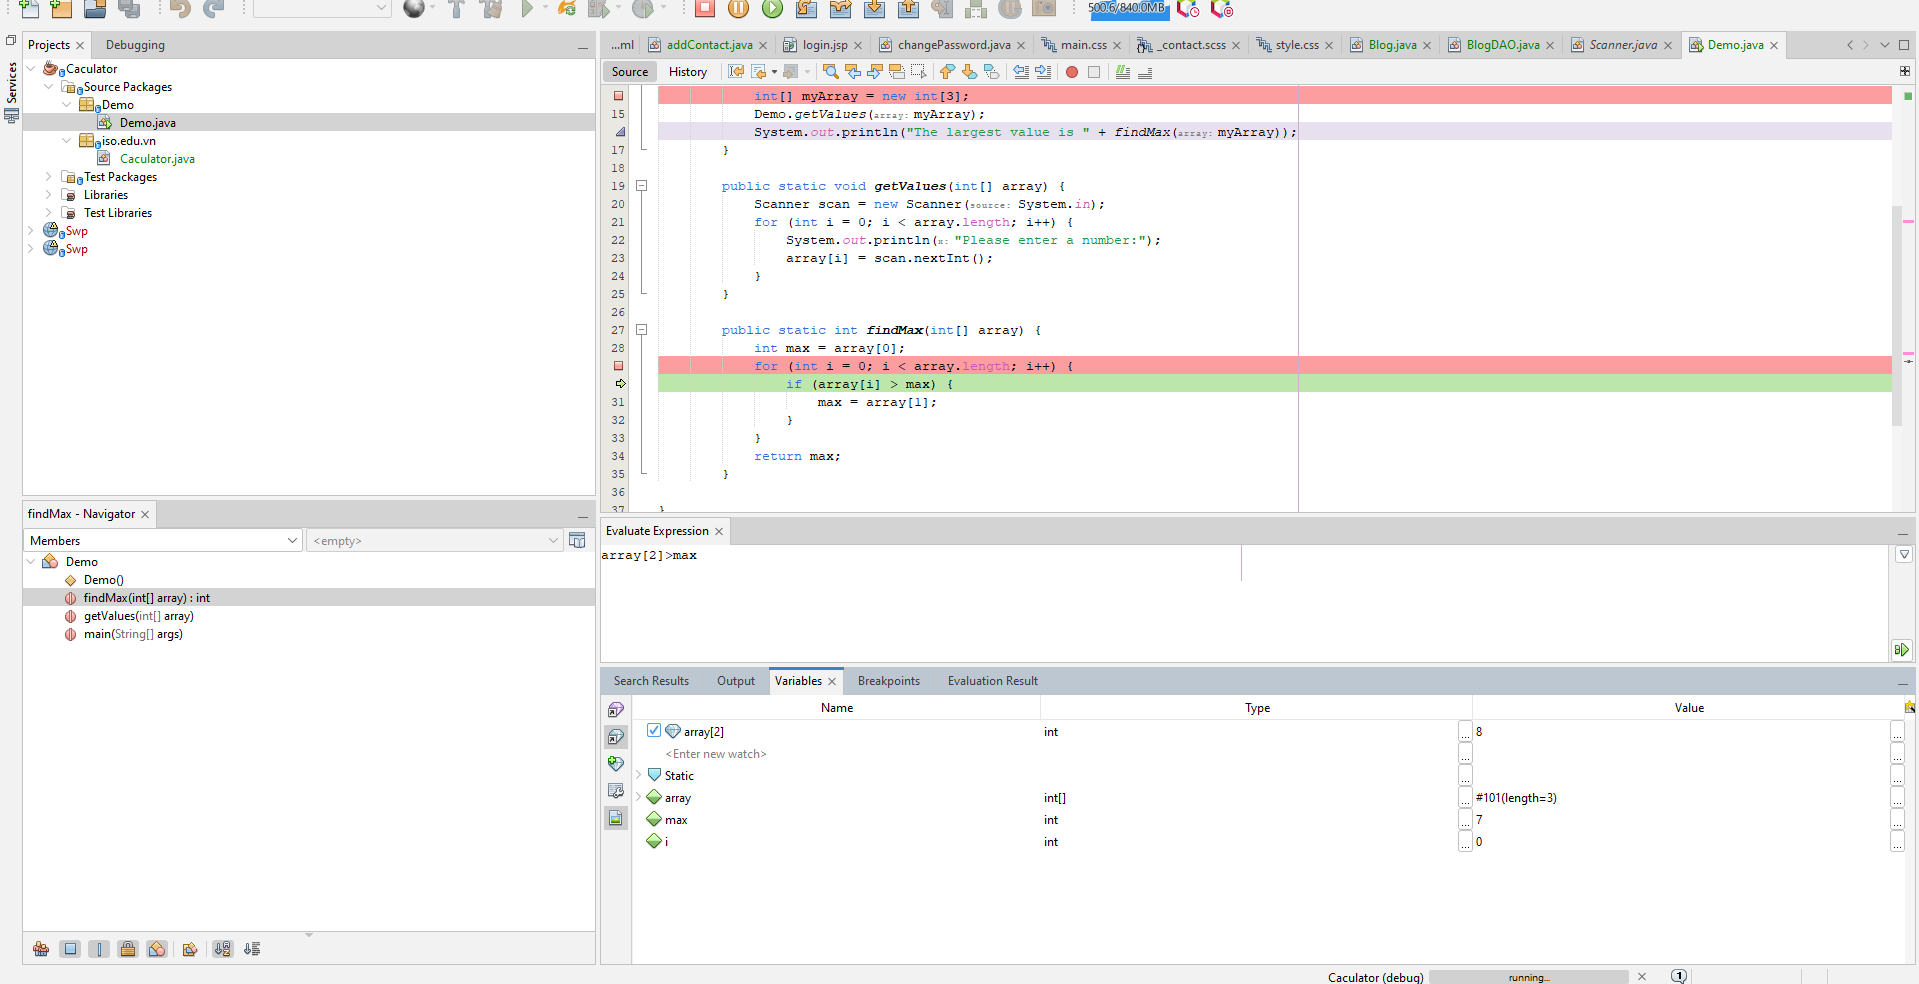 500.6/840.0MB
Projects
Debugging
Services
Caculator
Source Packages
Demo
Demo.java
iso.edu.vn
Caculator.java
Test Packages
Libraries
Test Libraries
Swp
Swp
findMax - Navigator
Members
<empty>
Demo
Demo()
findMax(int[] array) : int
getValues(int[] array)
main(String[] args)
...ml
addContact.java
login.jsp
changePassword.java
main.css
_contact.scss
style.css
Blog.java
BlogDAO.java
Scanner.java
Demo.java
Source
History
int[] myArray = new int[3];
15 Demo.getValues(array: myArray);
System.out.println("The largest value is " + findMax(array: myArray));
17 }
18
19 public static void getValues(int[] array) {
20 Scanner scan = new Scanner(source: System.in);
21 for (int i = 0; i < array.length; i++) {
22 System.out.println(x: "Please enter a number:");
23 array[i] = scan.nextInt();
24 }
25 }
26
27 public static int findMax(int[] array) {
28 int max = array[0];
for (int i = 0; i < array.length; i++) {
if (array[i] > max) {
31 max = array[1];
32 }
33 }
34 return max;
35 }
36
37 }
Evaluate Expression
array[2]>max
Search Results
Output
Variables
Breakpoints
Evaluation Result
Name Type Value
array[2] int ... 8 ...
<Enter new watch> ... ...
Static ... ...
array int[] ... #101(length=3) ...
max int ... 7 ...
i int ... 0 ...
Caculator (debug)
running...
1